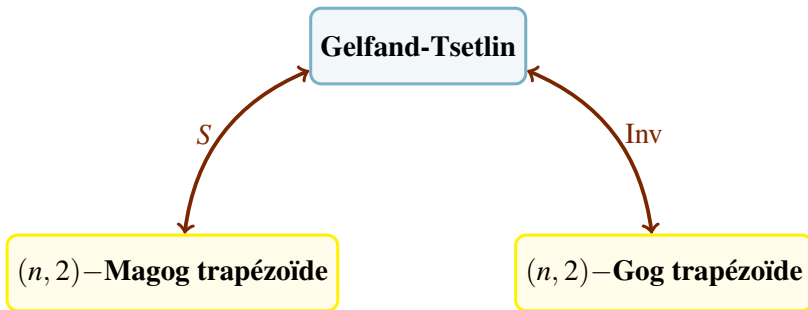 Gelfand-Tsetlin
S
Inv
(n, 2)−Magog trapézoïde
(n, 2)−Gog trapézoïde